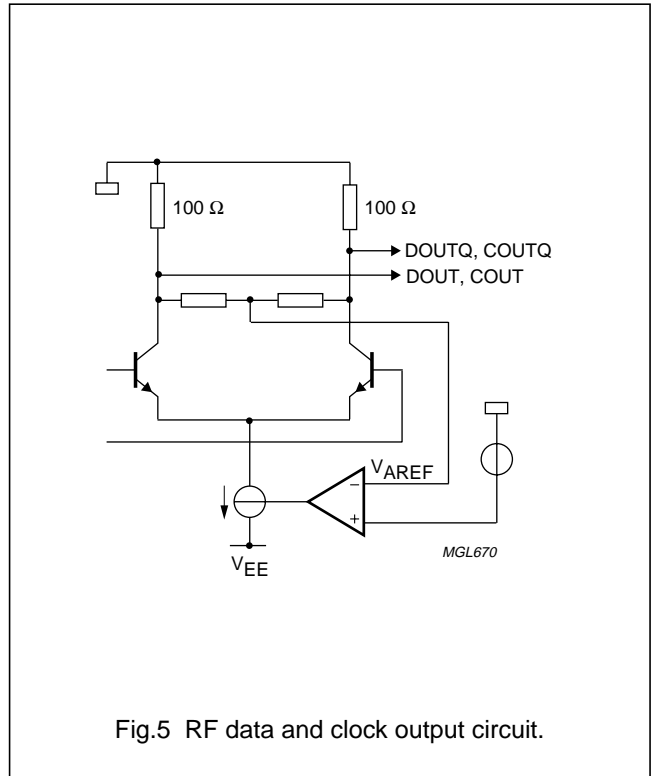 100 Ω
100 Ω
DOUTQ, COUTQ
DOUT, COUT
VAREF
−
+
VEE
MGL670
Fig.5 RF data and clock output circuit.